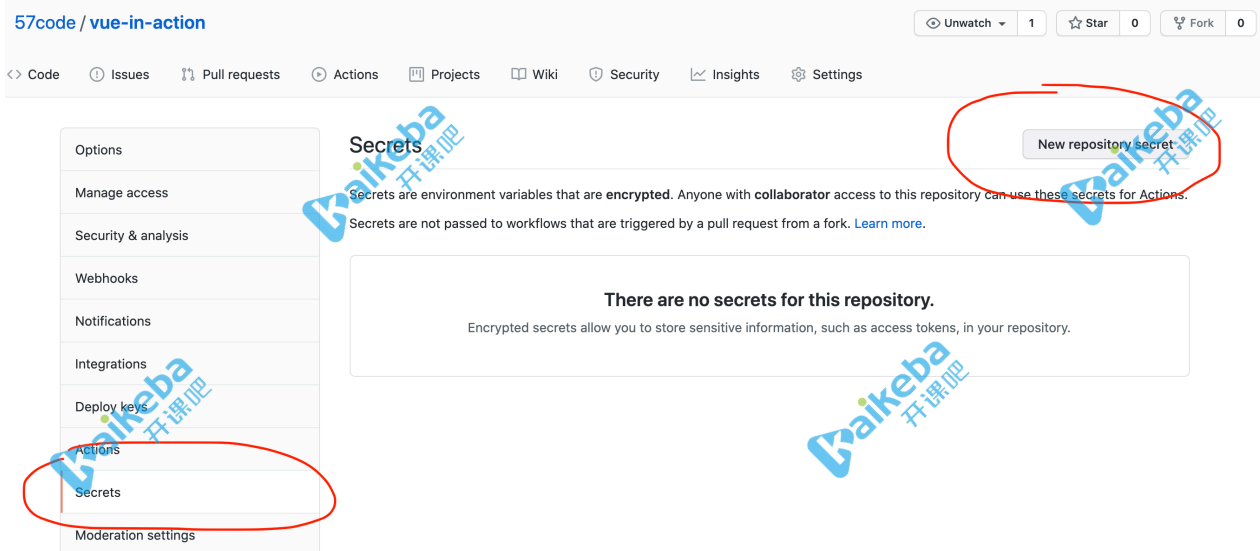 57code / vue-in-action
Unwatch 1 Star 0 Fork 0
Code Issues Pull requests Actions Projects Wiki Security Insights Settings
Options
Manage access
Security & analysis
Webhooks
Notifications
Integrations
Deploy keys
Actions
Secrets
Moderation settings
Secrets
New repository secret
Secrets are environment variables that are encrypted. Anyone with collaborator access to this repository can use these secrets for Actions.
Secrets are not passed to workflows that are triggered by a pull request from a fork. Learn more.
There are no secrets for this repository.
Encrypted secrets allow you to store sensitive information, such as access tokens, in your repository.
Kaikeba
开课吧
Kaikeba
开课吧
Kaikeba
开课吧
Kaikeba
开课吧